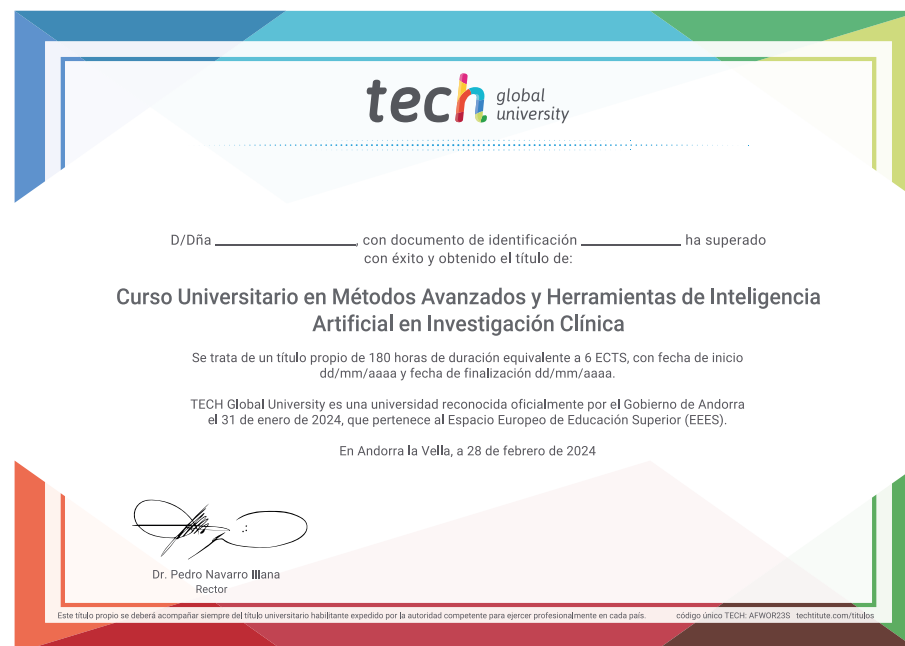 tech global university
D/Dña ____________, con documento de identificación ____________ ha superado
con éxito y obtenido el título de:
Curso Universitario en Métodos Avanzados y Herramientas de Inteligencia
Artificial en Investigación Clínica
Se trata de un título propio de 180 horas de duración equivalente a 6 ECTS, con fecha de inicio
dd/mm/aaaa y fecha de finalización dd/mm/aaaa.
TECH Global University es una universidad reconocida oficialmente por el Gobierno de Andorra
el 31 de enero de 2024, que pertenece al Espacio Europeo de Educación Superior (EEES).
En Andorra la Vella, a 28 de febrero de 2024
Dr. Pedro Navarro Illana
Rector
Este título propio se deberá acompañar siempre del título universitario habilitante expedido por la autoridad competente para ejercer profesionalmente en cada país. código único TECH: AFWOR23S techtitute.com/titulos